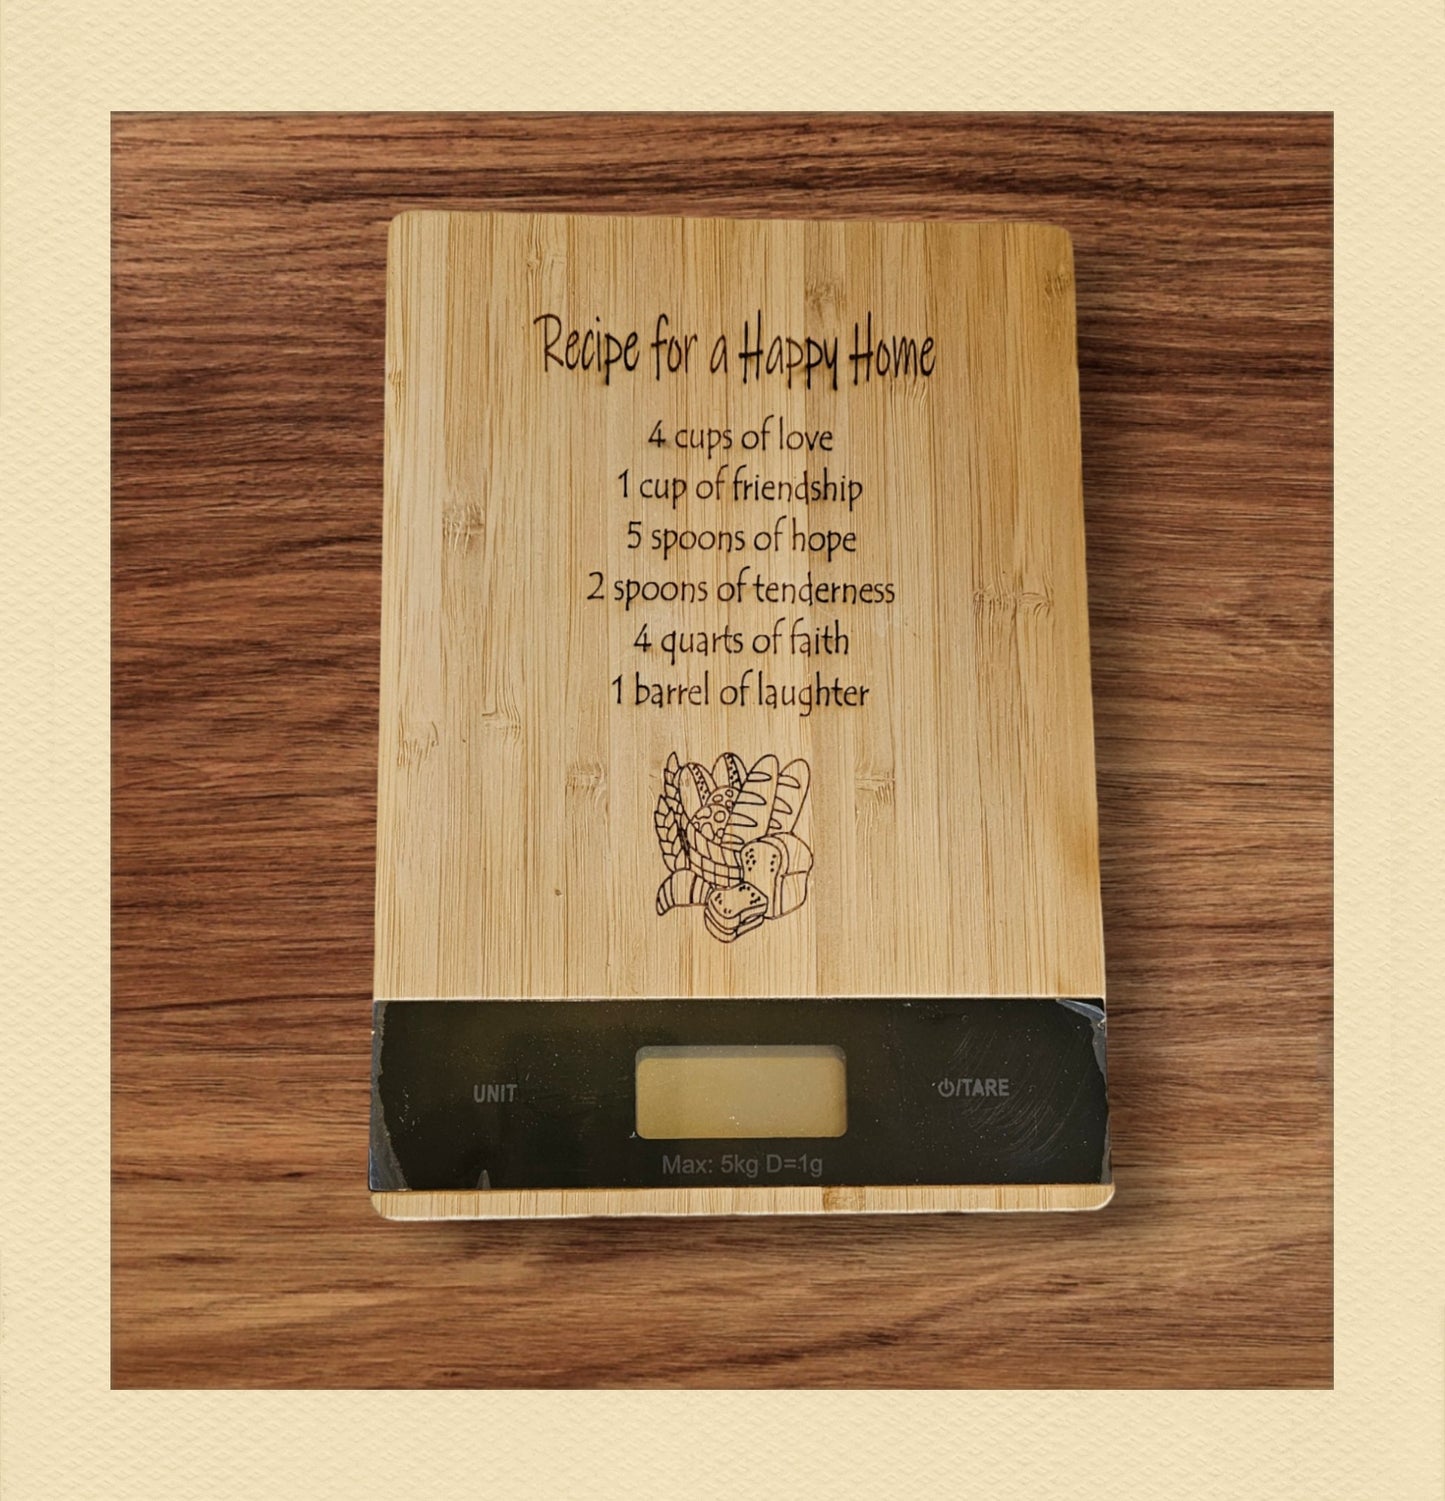 Recipe for a Happy Home
4 cups of love
1 cup of friendship
5 spoons of hope
2 spoons of tenderness
4 quarts of faith
1 barrel of laughter
UNIT
⏻/TARE
Max: 5kg D=1g